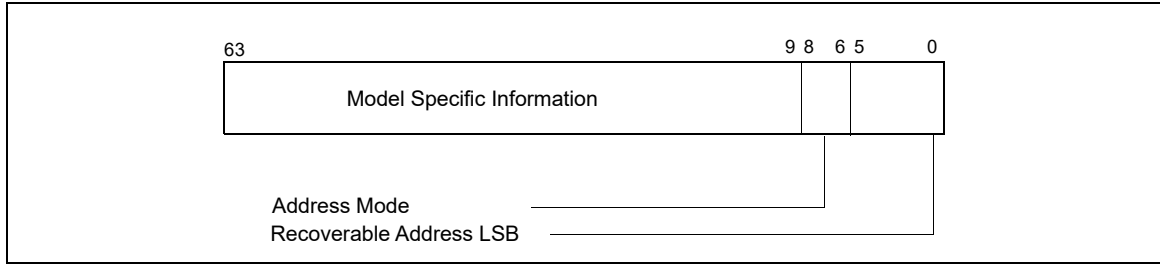 63 9 8 6 5 0
Model Specific Information
Address Mode
Recoverable Address LSB